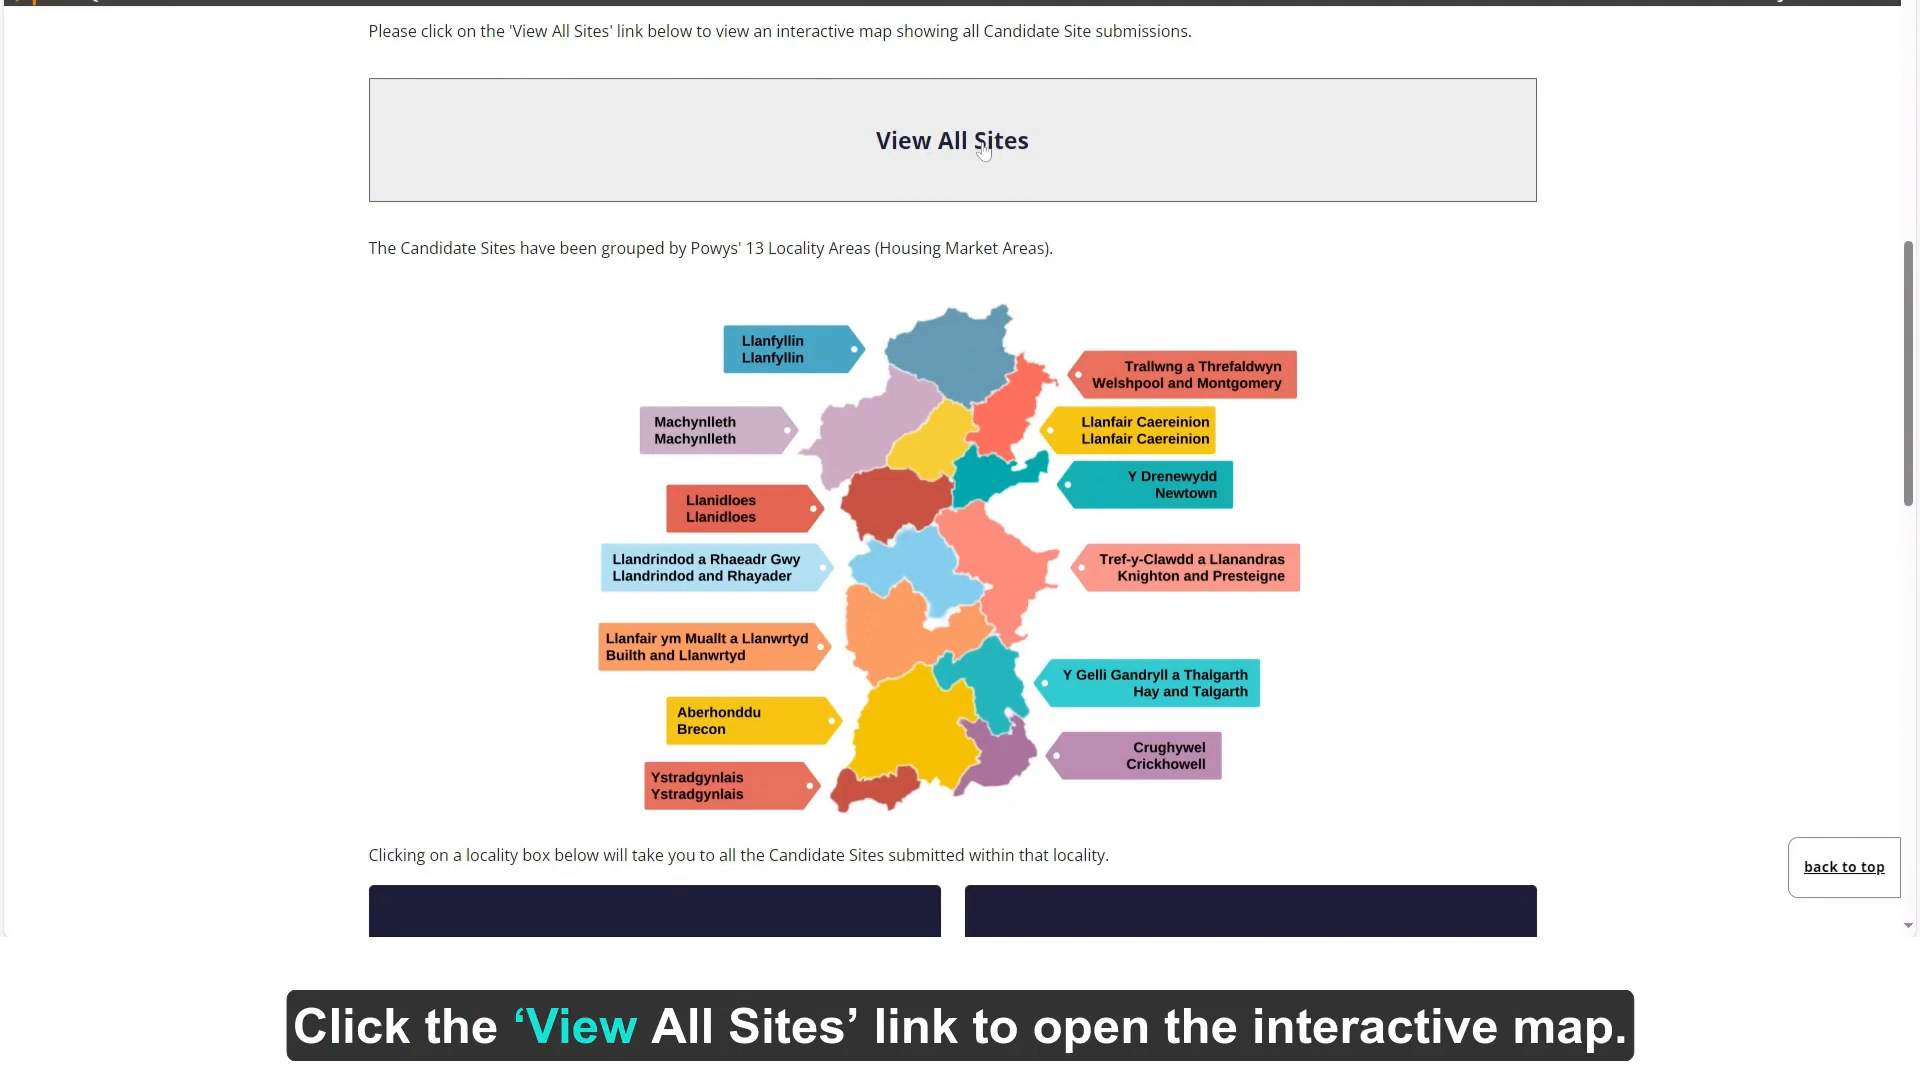 Please click on the 'View All Sites' link below to view an interactive map showing all Candidate Site submissions.
View All Sites
The Candidate Sites have been grouped by Powys' 13 Locality Areas (Housing Market Areas).
Llanfyllin
Llanfyllin
Trallwng a Threfaldwyn
Welshpool and Montgomery
Machynlleth
Machynlleth
Llanfair Caereinion
Llanfair Caereinion
Y Drenewydd
Newtown
Llanidloes
Llanidloes
Llandrindod a Rhaeadr Gwy
Llandrindod and Rhayader
Tref-y-Clawdd a Llanandras
Knighton and Presteigne
Llanfair ym Muallt a Llanwrtyd
Builth and Llanwrtyd
Y Gelli Gandryll a Thalgarth
Hay and Talgarth
Aberhonddu
Brecon
Crughywel
Crickhowell
Ystradgynlais
Ystradgynlais
Clicking on a locality box below will take you to all the Candidate Sites submitted within that locality.
back to top
Click the ‘View All Sites’ link to open the interactive map.